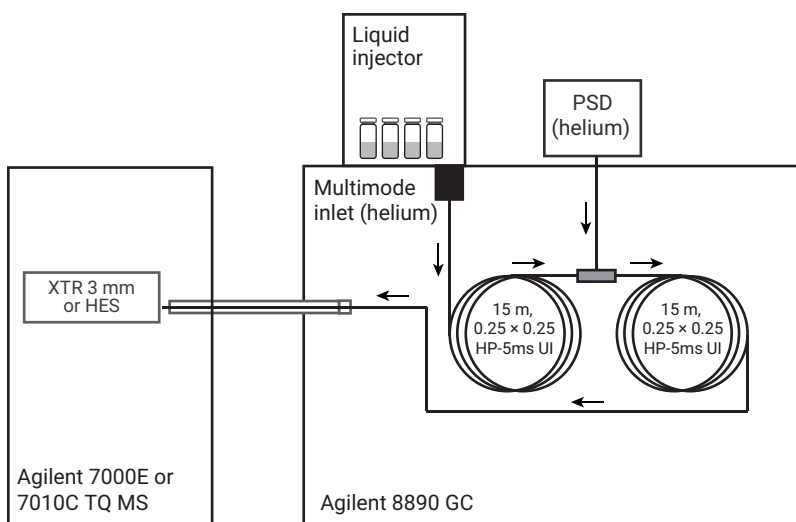 Liquid
injector
PSD
(helium)
Multimode
inlet (helium)
XTR 3 mm
or HES
15 m,
0.25 × 0.25
HP-5ms UI
15 m,
0.25 × 0.25
HP-5ms UI
Agilent 7000E or
7010C TQ MS
Agilent 8890 GC